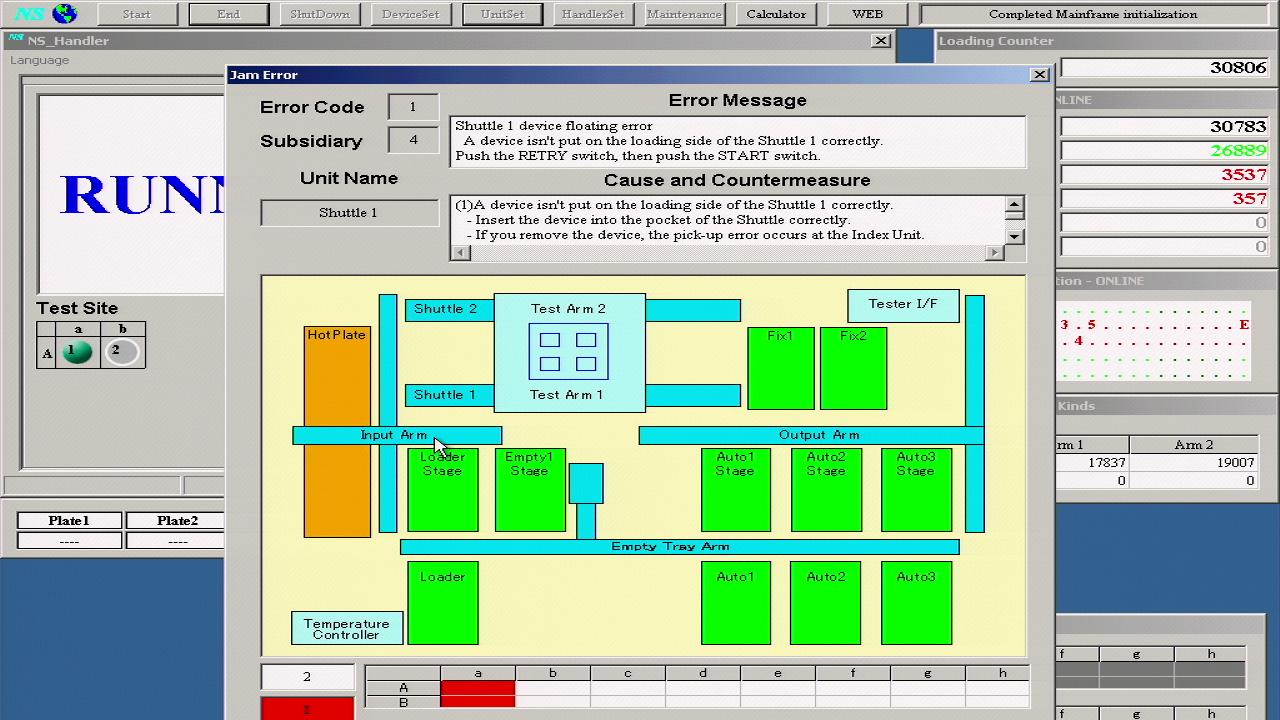 NS Start End ShutDown DeviceSet UnitSet HandlerSet Maintenance Calculator WEB Completed Mainframe initialization
NS NS_Handler
Loading Counter
Language
30806
Jam Error
Error Code 1
Error Message
Subsidiary 4
Shuttle 1 device floating error
A device isn't put on the loading side of the Shuttle 1 correctly.
Push the RETRY switch, then push the START switch.
NLINE
30783
26889
3537
357
0
0
Unit Name
Shuttle 1
Cause and Countermeasure
(1)A device isn't put on the loading side of the Shuttle 1 correctly.
- Insert the device into the pocket of the Shuttle correctly.
- If you remove the device, the pick-up error occurs at the Index Unit.
RUNN
Test Site
a b
A 1 2
HotPlate
Shuttle 2
Test Arm 2
Tester I/F
Shuttle 1
Test Arm 1
Fix1
Fix2
Input Arm
Output Arm
Loader Stage
Empty1 Stage
Auto1 Stage
Auto2 Stage
Auto3 Stage
Empty Tray Arm
Loader
Auto1
Auto2
Auto3
Temperature
Controller
tion - ONLINE
3 . 5 . . . . . . . . E
. 4 . . . . . . . . .
Kinds
rm 1 Arm 2
17837 19007
0 0
Plate1 Plate2
---- ----
2
1
a b c d e f g h
A
B
f g h
f g h